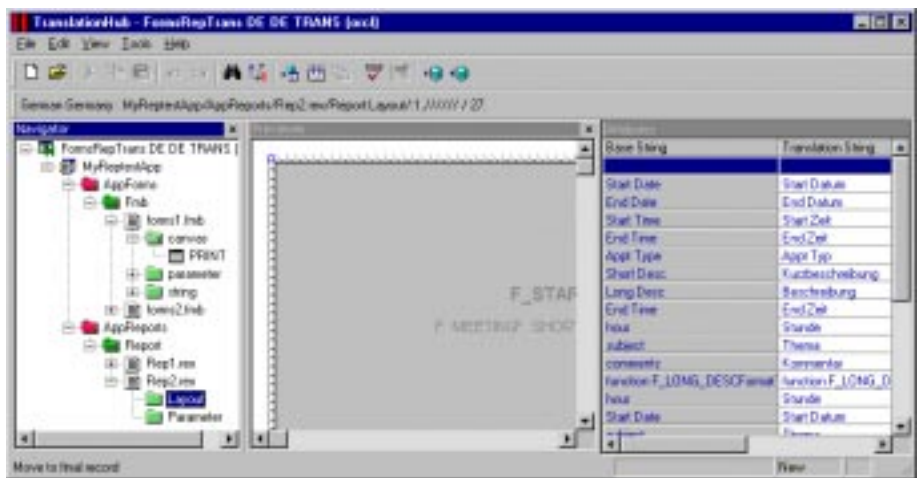 TranslationHub - FormsRepTrans DE DE TRANS (orcl)
File Edit View Tools Help
German Germany: MyReptestApp/AppReports/Rep2.rex/Report Layout/
Navigator
FormsRepTrans DE DE TRANS (
MyReptestApp
AppForms
Fmb
forms1.fmb
canvas
PRINT
parameter
string
forms2.fmb
AppReports
Report
Rep1.rex
Rep2.rex
Layout
Parameter
F_STAR
F_MEETINGF_SHORT
Base String Translation String
Start Date Start Datum
End Date End Datum
Start Time Start Zeit
End Time End Zeit
Appt Type Appt Typ
Short Desc Kurzbeschreibung
Long Desc Beschreibung
End Time End Zeit
hour Stunde
subject Thema
comments Kommentar
function F_LONG_DESCFormat function F_LONG_D
hour Stunde
Start Date Start Datum
subject Thema
Move to final record
New